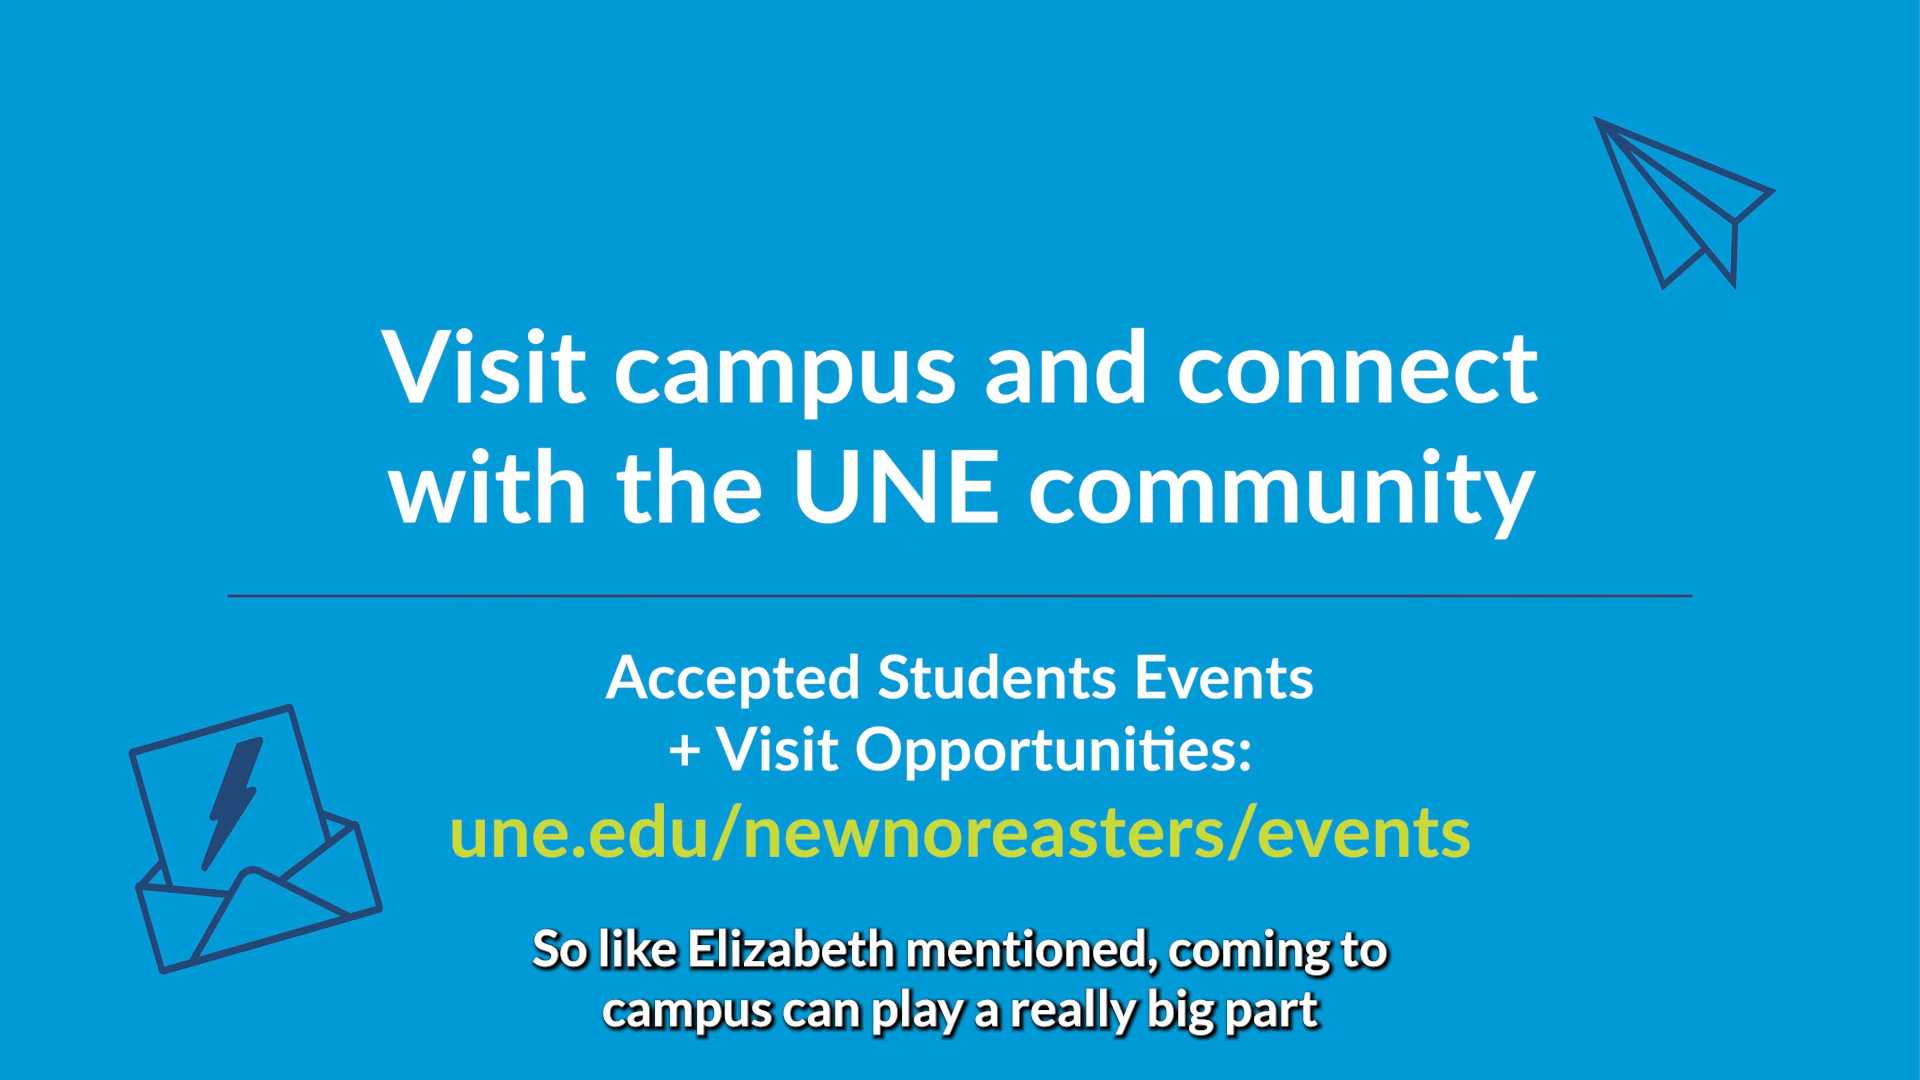 Visit campus and connect
with the UNE community
Accepted Students Events
+ Visit Opportunities:
une.edu/newnoreasters/events
So like Elizabeth mentioned, coming to
campus can play a really big part